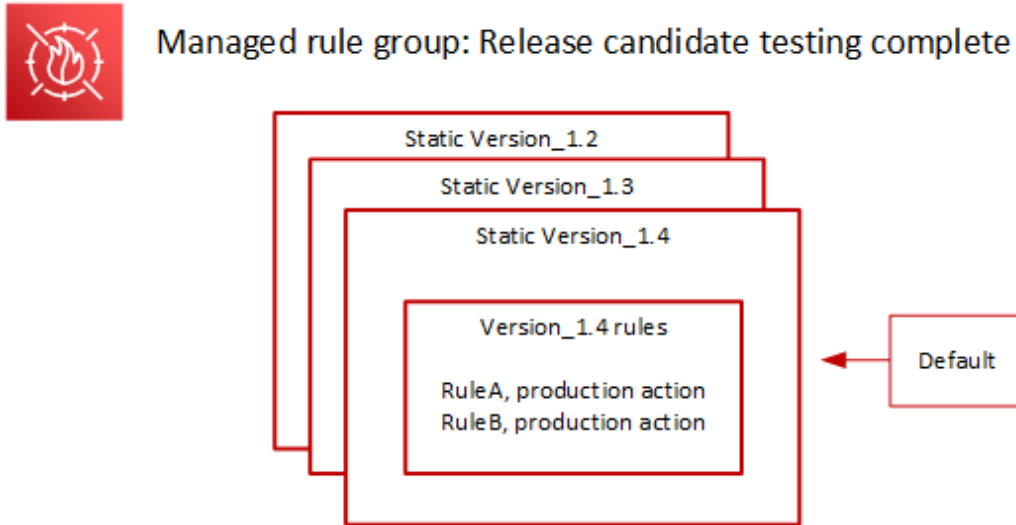 Managed rule group: Release candidate testing complete
Static Version_1.2
Static Version_1.3
Static Version_1.4
Version_1.4 rules
RuleA, production action
RuleB, production action
Default